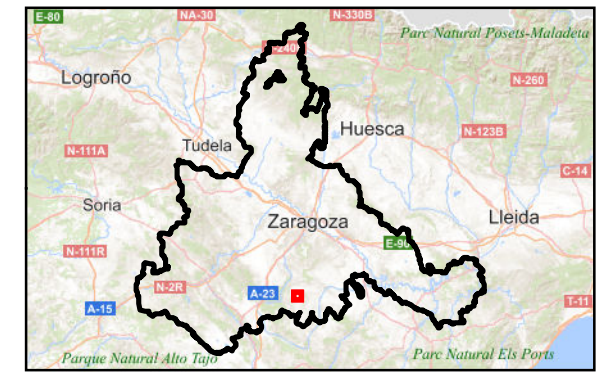 E-80
NA-30
N-330B
Parc Natural Posets-Maladeta
-240
Logroño
N-260
Huesca
N-123B
N-111A
Tudela
C-14
Soria
Zaragoza
Lleida
N-111R
E-90
N-2R
A-23
A-15
T-11
Parque Natural Alto Tajo
Parc Natural Els Ports